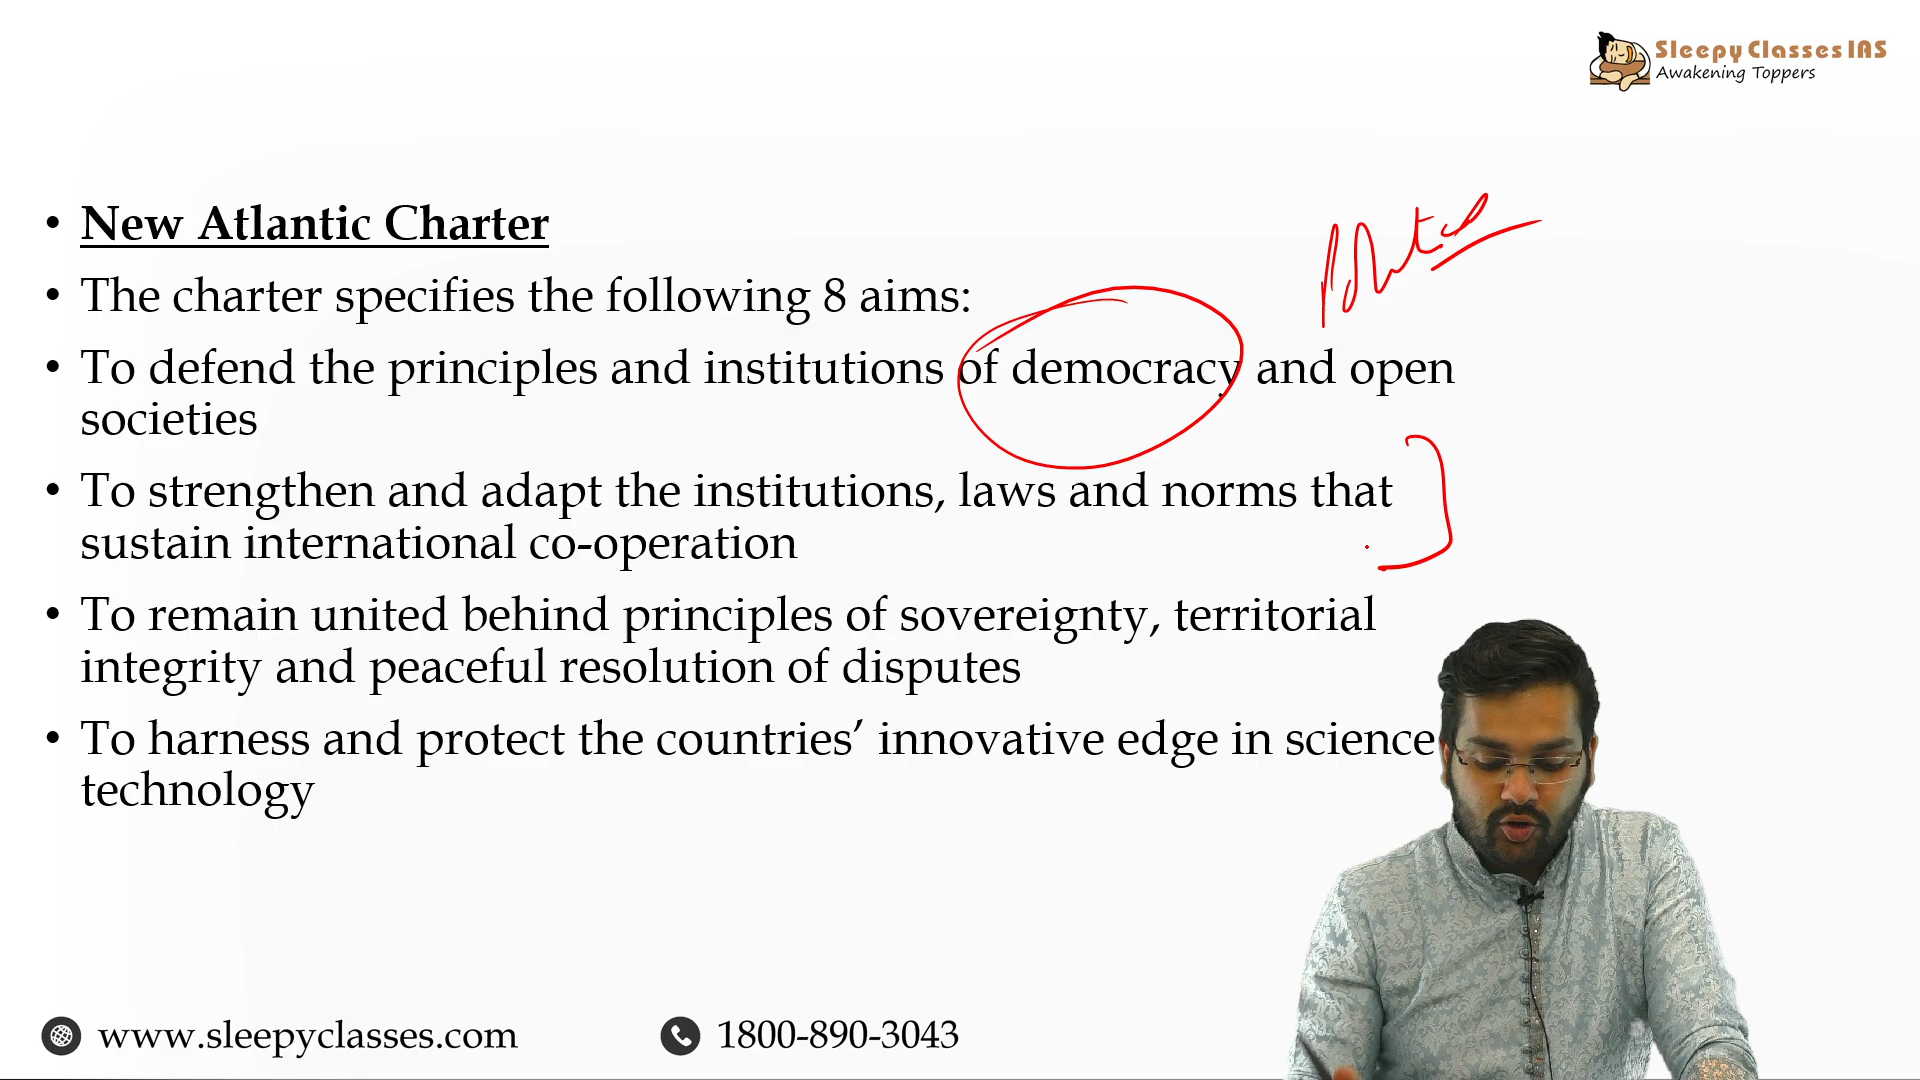 Sleepy Classes IAS
Awakening Toppers
• New Atlantic Charter
• The charter specifies the following 8 aims:
• To defend the principles and institutions of democracy and open
societies
• To strengthen and adapt the institutions, laws and norms that
sustain international co-operation
• To remain united behind principles of sovereignty, territorial
integrity and peaceful resolution of disputes
• To harness and protect the countries’ innovative edge in science
technology
www.sleepyclasses.com
1800-890-3043